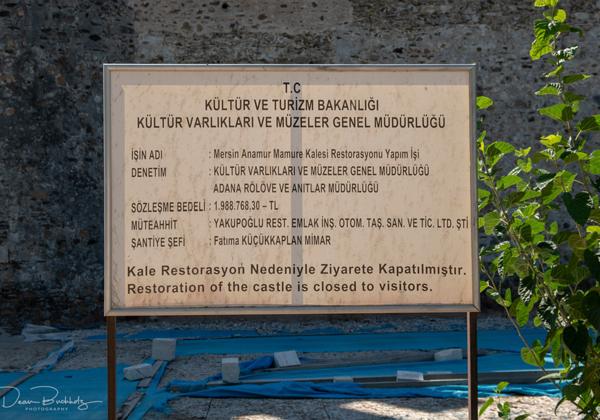 T.C
KÜLTÜR VE TURİZM BAKANLIĞI
KÜLTÜR VARLIKLARI VE MÜZELER GENEL MÜDÜRLÜĞÜ
İŞİN ADI : Mersin Anamur Mamure Kalesi Restorasyonu Yapım İşi
DENETİM : KÜLTÜR VARLIKLARI VE MÜZELER GENEL MÜDÜRLÜĞÜ
ADANA RÖLÖVE VE ANITLAR MÜDÜRLÜĞÜ
SÖZLEŞME BEDELİ : 1.988.768,30 – TL
MÜTEAHHİT : YAKUPOĞLU REST. EMLAK İNŞ. OTOM. TAŞ. SAN. VE TİC. LTD. ŞTİ
ŞANTİYE ŞEFİ : Fatıma KÜÇÜKKAPLAN MİMAR
Kale Restorasyon Nedeniyle Ziyarete Kapatılmıştır.
Restoration of the castle is closed to visitors.
Dean Buchholz
PHOTOGRAPHY